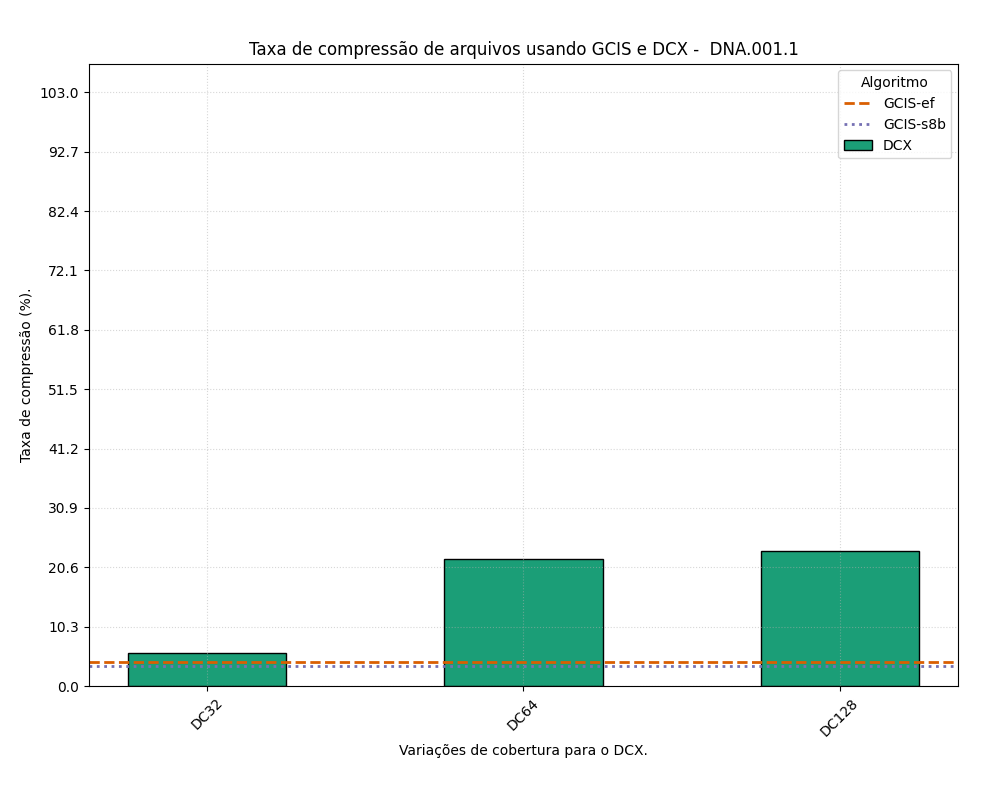 Taxa de compressão de arquivos usando GCIS e DCX -  DNA.001.1
Algoritmo
GCIS-ef
GCIS-s8b
DCX
Taxa de compressão (%).
103.0
92.7
82.4
72.1
61.8
51.5
41.2
30.9
20.6
10.3
0.0
DC32
DC64
DC128
Variações de cobertura para o DCX.